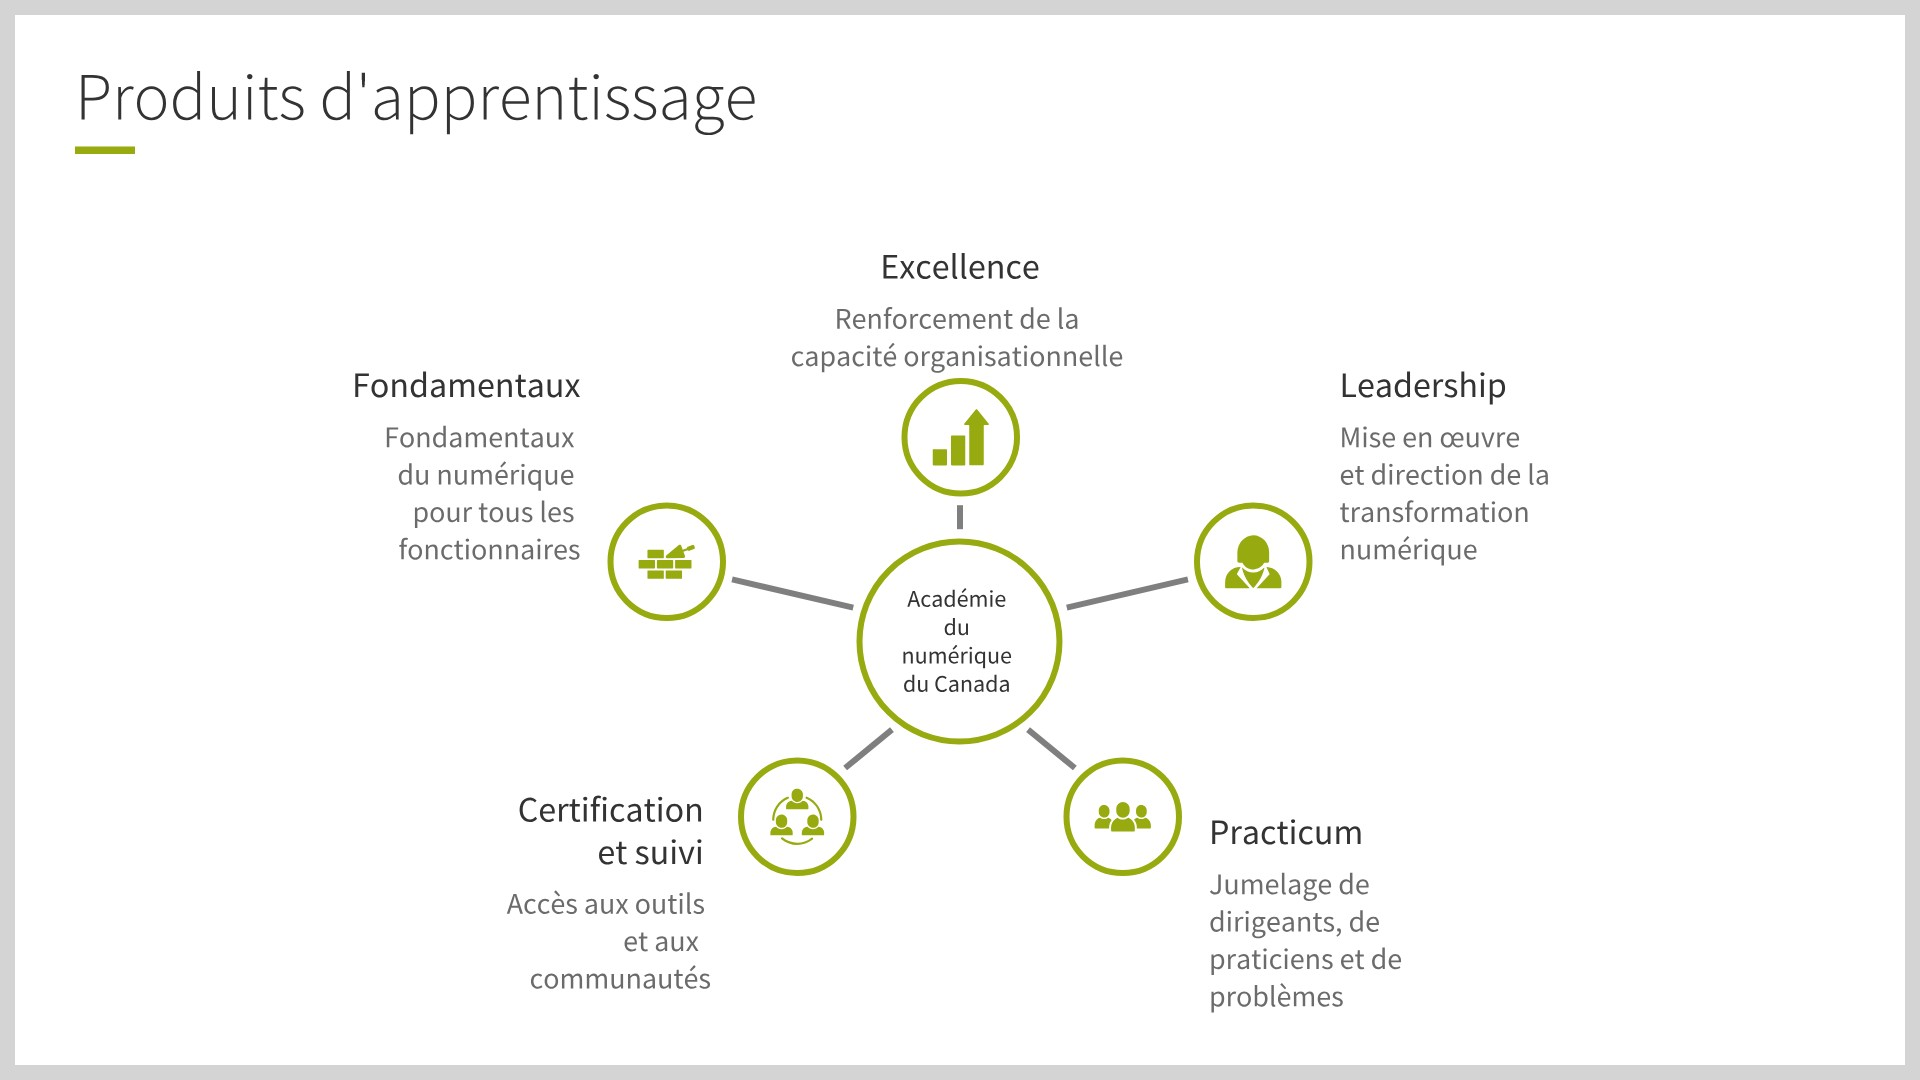 Produits d'apprentissage
Excellence
Renforcement de la
capacité organisationnelle
Fondamentaux
Fondamentaux
du numérique
pour tous les
fonctionnaires
Leadership
Mise en œuvre
et direction de la
transformation
numérique
Académie
du
numérique
du Canada
Certification
et suivi
Accès aux outils
et aux
communautés
Practicum
Jumelage de
dirigeants, de
praticiens et de
problèmes